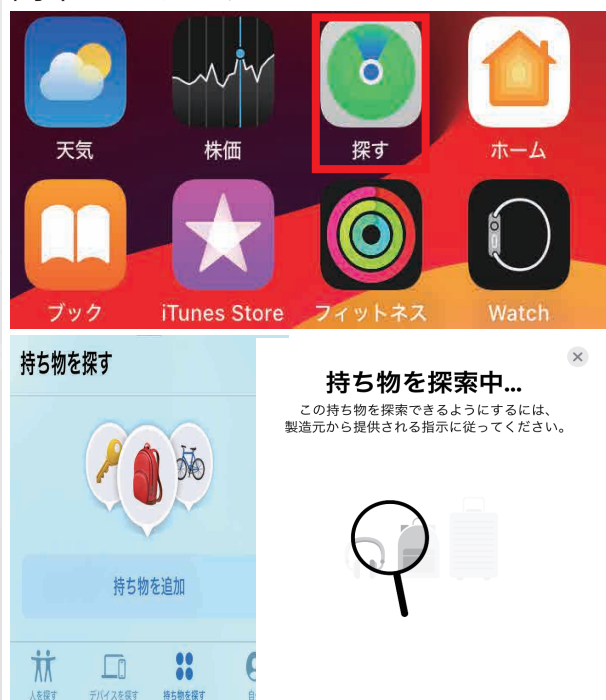 天気
株価
探す
ホーム
ブック
iTunes Store
フィットネス
Watch
持ち物を探す
持ち物を追加
人を探す
デバイスを探す
持ち物を探す
持ち物を探索中...
この持ち物を探索できるようにするには、
製造元から提供される指示に従ってください。